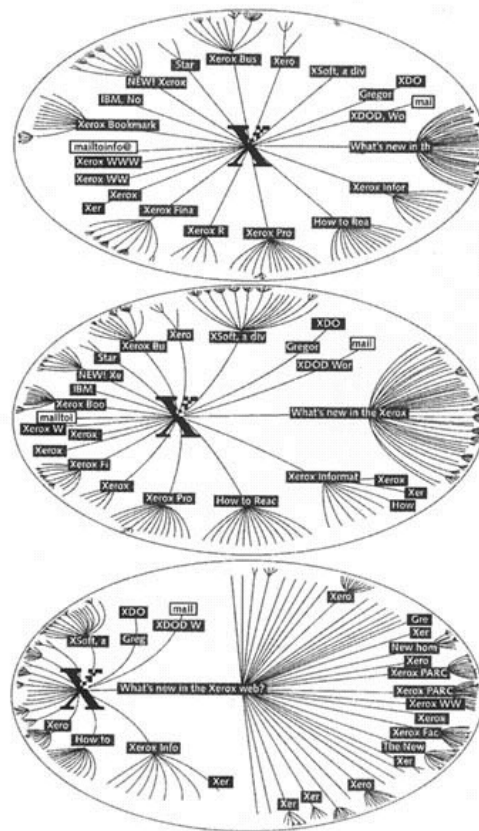 Xerox Bus
Xero
Star
XSoft, a div
NEW! Xerox
XDO
Gregor
IBM, No
mail
XDOD, Wo
Xerox Bookmark
X
mailtoinfo@
What's new in th
Xerox WWW
Xerox WW
Xerox
Xerox Infor
Xer
Xerox Fina
How to Rea
Xerox R
Xerox Pro
XDO
Xero
XSoft, a div
Xerox Bu
Gregor
mail
Star
XDOD Wor
NEW! Xe
IBM
Xerox Boo
X
mailtoi
What's new in the Xerox
Xerox W
Xerox
Xerox
Xerox Fi
Xerox Informat
Xerox
Xerox
Xer
Xerox Pro
How to Reac
How
Xero
XDO
mail
XSoft, a
Greg
XDOD W
Gre
Xer
New hom
Xero
Xerox PARC
X
What's new in the Xerox web?
Xerox PARC
Xerox WW
Xerox
Xero
Xerox Fac
How to
Xerox Info
The New
Xer
Xer
Xero
Xer
Xer